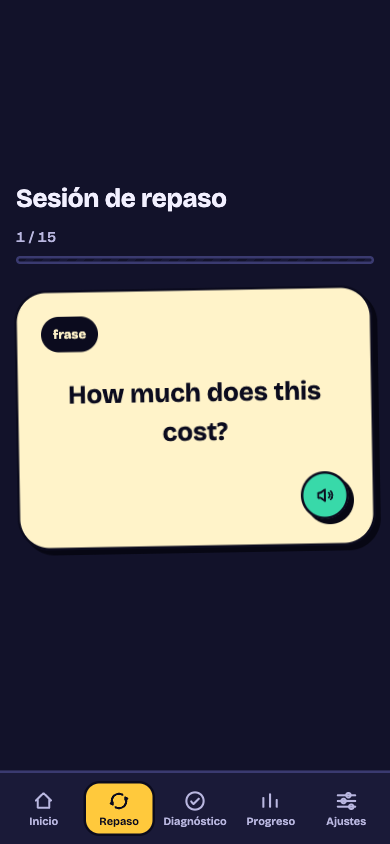 Sesión de repaso
1 / 15
frase
How much does this
cost?
Inicio
Repaso
Diagnóstico
Progreso
Ajustes